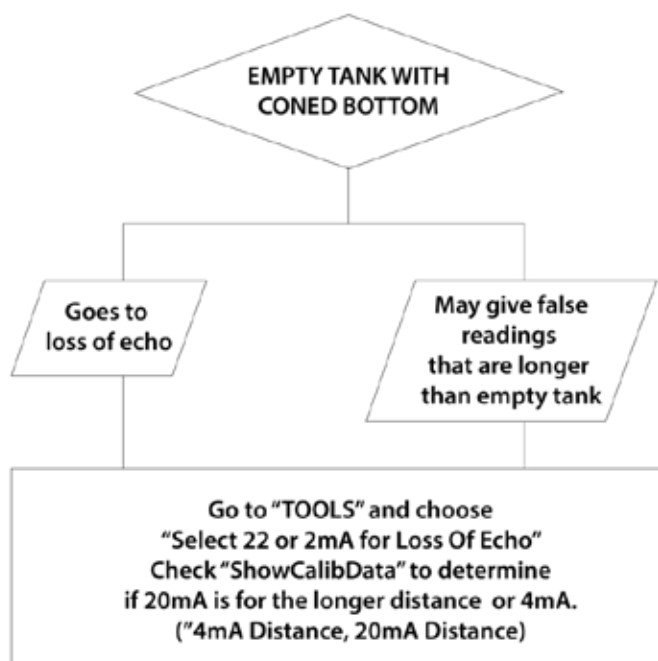 EMPTY TANK WITH
CONED BOTTOM
Goes to
loss of echo
May give false
readings
that are longer
than empty tank
Go to “TOOLS” and choose
“Select 22 or 2mA for Loss Of Echo”
Check “ShowCalibData” to determine
if 20mA is for the longer distance or 4mA.
(”4mA Distance, 20mA Distance)